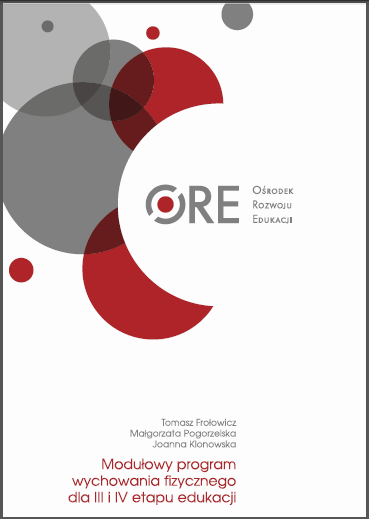 ORE
Ośrodek
Rozwoju
Edukacji
Tomasz Frołowicz
Małgorzata Pogorzelska
Joanna Klonowska
Modułowy program
wychowania fizycznego
dla III i IV etapu edukacji